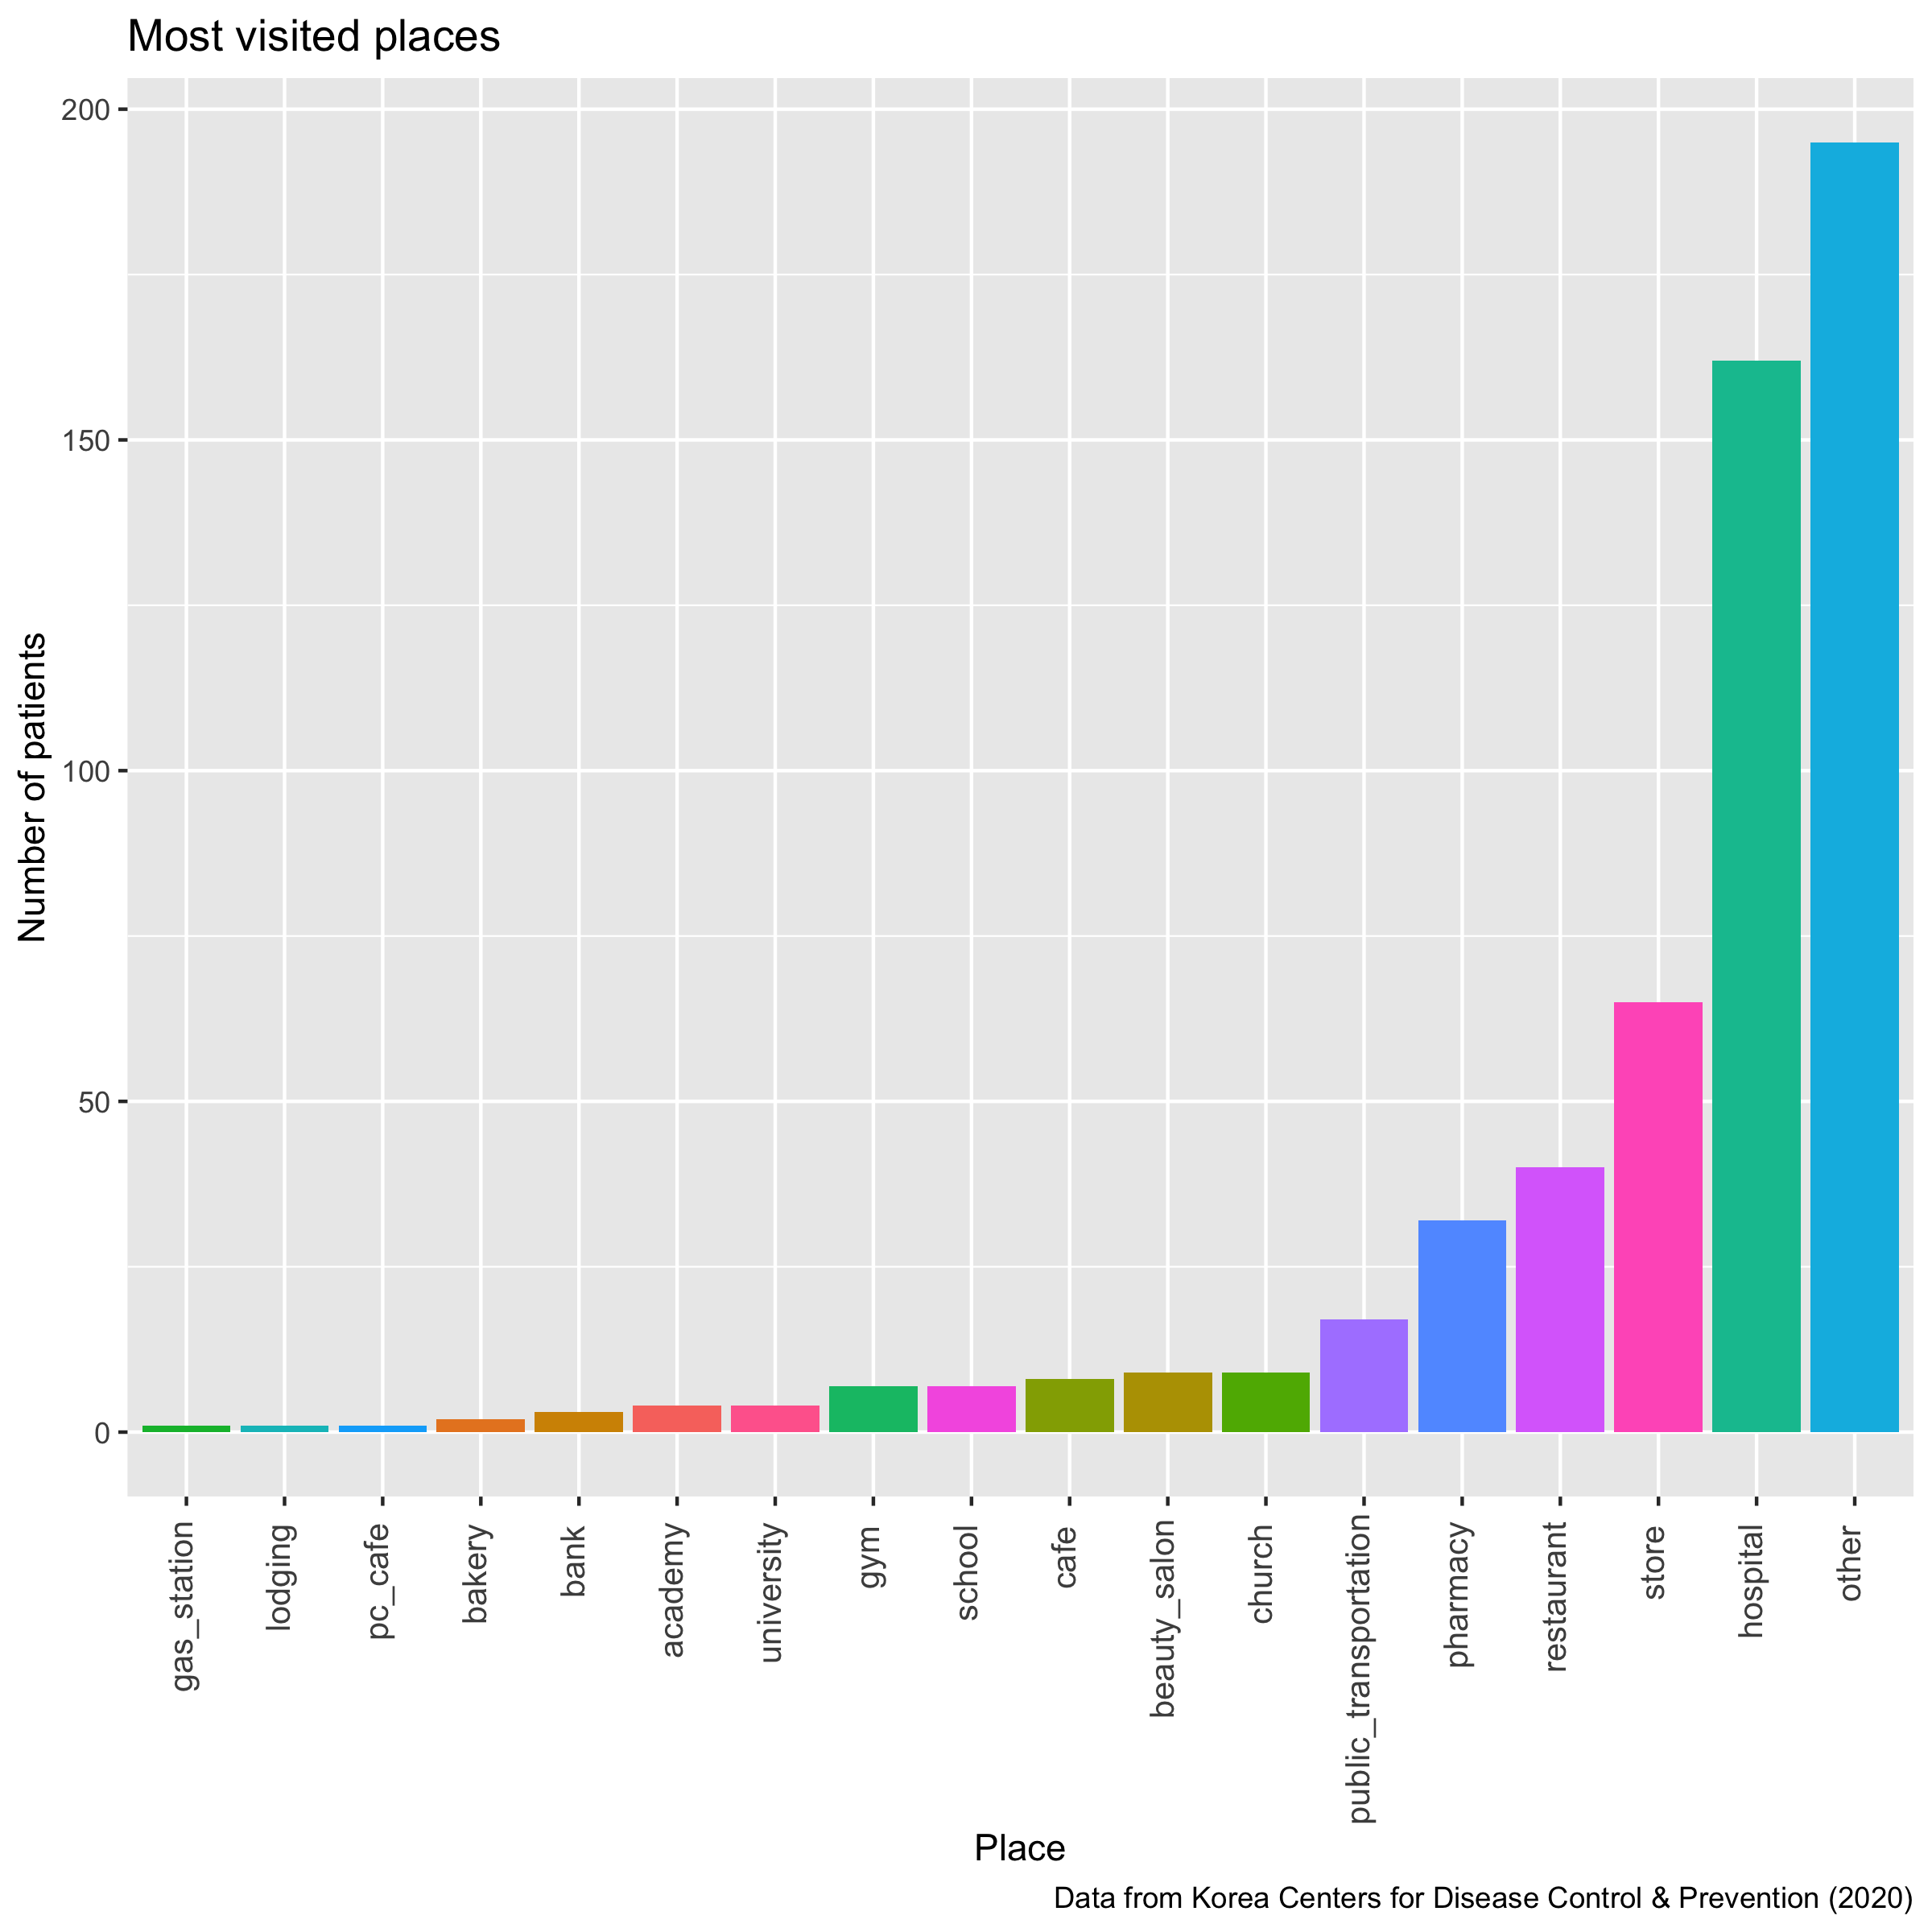 Most visited places
Number of patients
200
150
100
50
0
gas_station
lodging
pc_cafe
bakery
bank
academy
university
gym
school
cafe
beauty_salon
church
public_transportation
pharmacy
restaurant
store
hospital
other
Place
Data from Korea Centers for Disease Control & Prevention (2020)